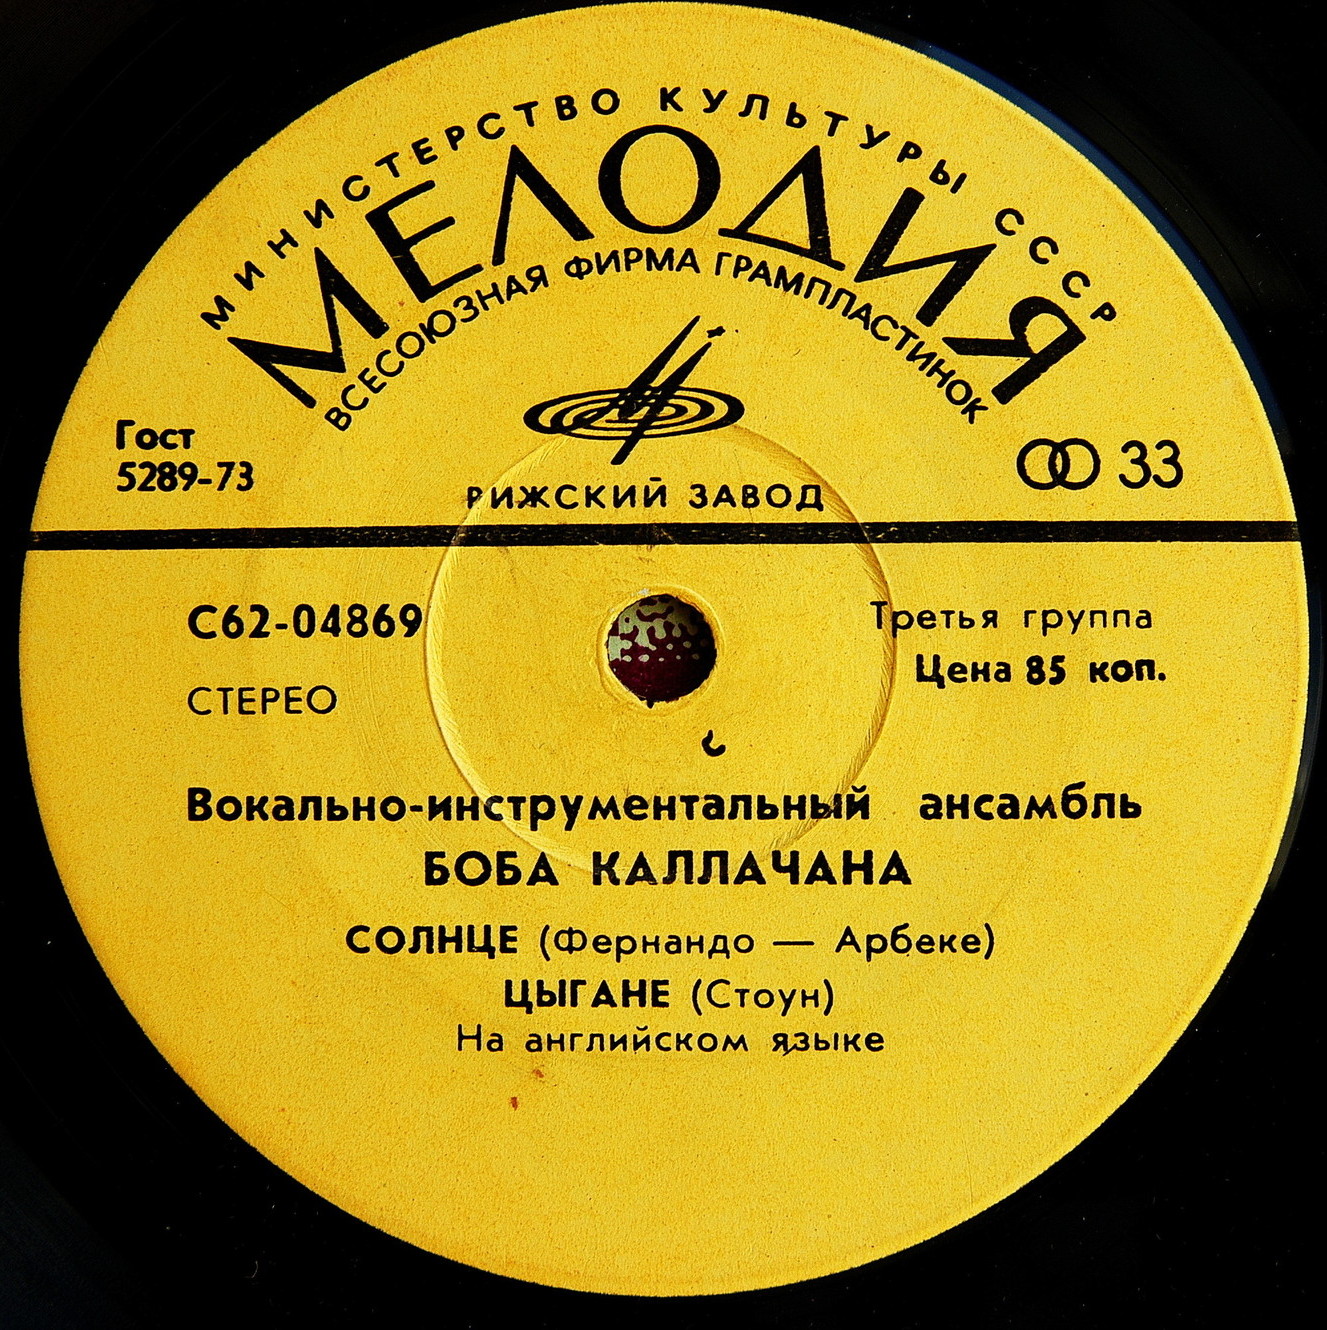 МИНИСТЕРСТВО КУЛЬТУРЫ СССР
МЕЛОДИЯ
ВСЕСОЮЗНАЯ ФИРМА ГРАМПЛАСТИНОК
Гост
5289-73
33
РИЖСКИЙ ЗАВОД
С62-04869
Третья группа
Цена 85 коп.
СТЕРЕО
Вокально-инструментальный ансамбль
БОБА КАЛЛАЧАНА
СОЛНЦЕ (Фернандо — Арбеке)
ЦЫГАНЕ (Стоун)
На английском языке